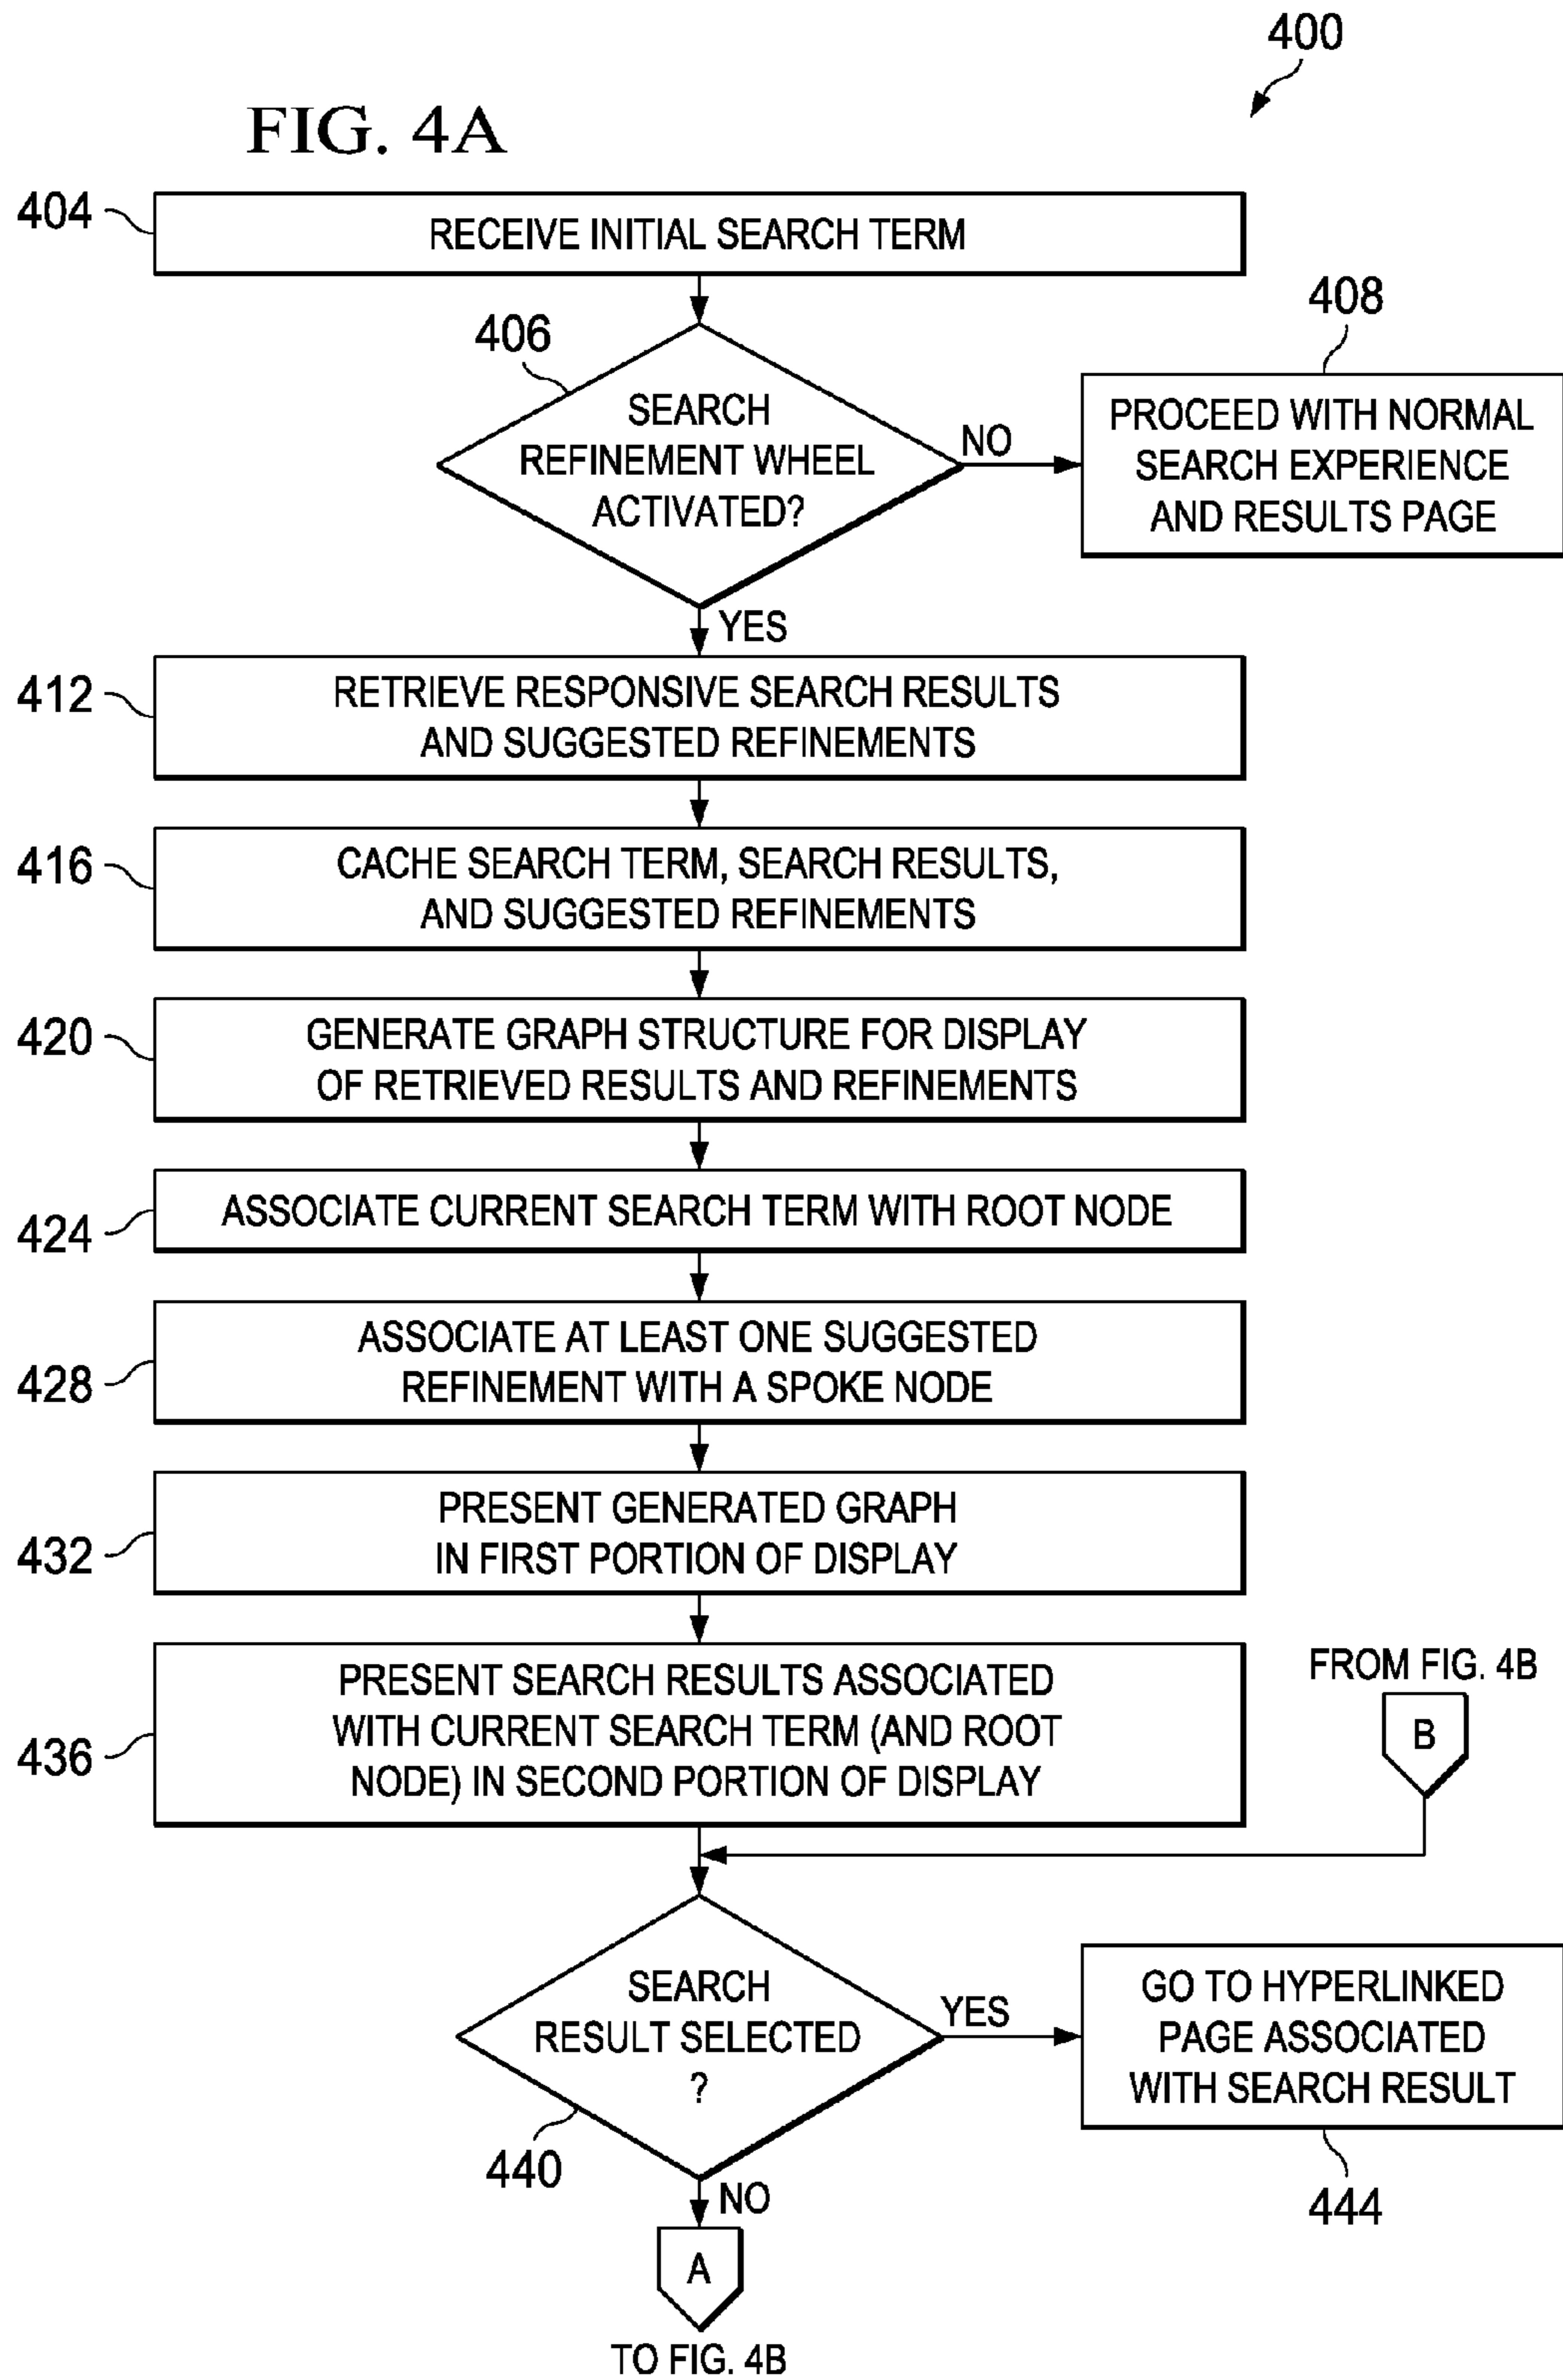 400
FIG. 4A
404
RECEIVE INITIAL SEARCH TERM
406
SEARCH
REFINEMENT WHEEL
ACTIVATED?
NO
408
PROCEED WITH NORMAL
SEARCH EXPERIENCE
AND RESULTS PAGE
YES
412
RETRIEVE RESPONSIVE SEARCH RESULTS
AND SUGGESTED REFINEMENTS
416
CACHE SEARCH TERM, SEARCH RESULTS,
AND SUGGESTED REFINEMENTS
420
GENERATE GRAPH STRUCTURE FOR DISPLAY
OF RETRIEVED RESULTS AND REFINEMENTS
424
ASSOCIATE CURRENT SEARCH TERM WITH ROOT NODE
428
ASSOCIATE AT LEAST ONE SUGGESTED
REFINEMENT WITH A SPOKE NODE
432
PRESENT GENERATED GRAPH
IN FIRST PORTION OF DISPLAY
436
PRESENT SEARCH RESULTS ASSOCIATED
WITH CURRENT SEARCH TERM (AND ROOT
NODE) IN SECOND PORTION OF DISPLAY
FROM FIG. 4B
B
SEARCH
RESULT SELECTED
?
440
YES
GO TO HYPERLINKED
PAGE ASSOCIATED
WITH SEARCH RESULT
444
NO
A
TO FIG. 4B